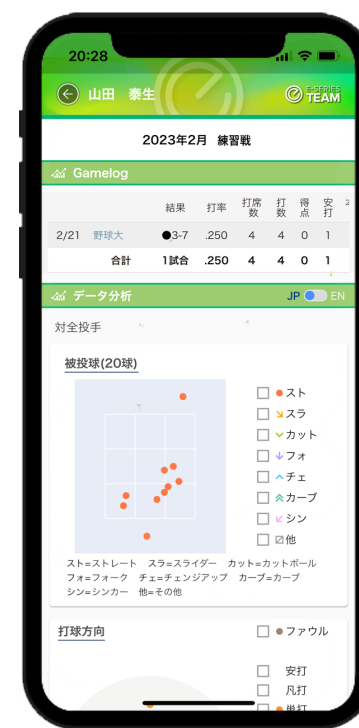 20:28
山田 泰生
E-SERIES
TEAM
2023年2月 練習戦
Gamelog
結果 打率 打席数 打数 得点 安打
2/21 野球大 ●3-7 .250 4 4 0 1
合計 1試合 .250 4 4 0 1
データ分析 JP EN
対全投手
被投球(20球)
スト
スラ
カット
フォ
チェ
カーブ
シン
他
スト=ストレート スラ=スライダー カット=カットボール
フォ=フォーク チェ=チェンジアップ カーブ=カーブ
シン=シンカー 他=その他
打球方向
ファウル
安打
凡打
単打